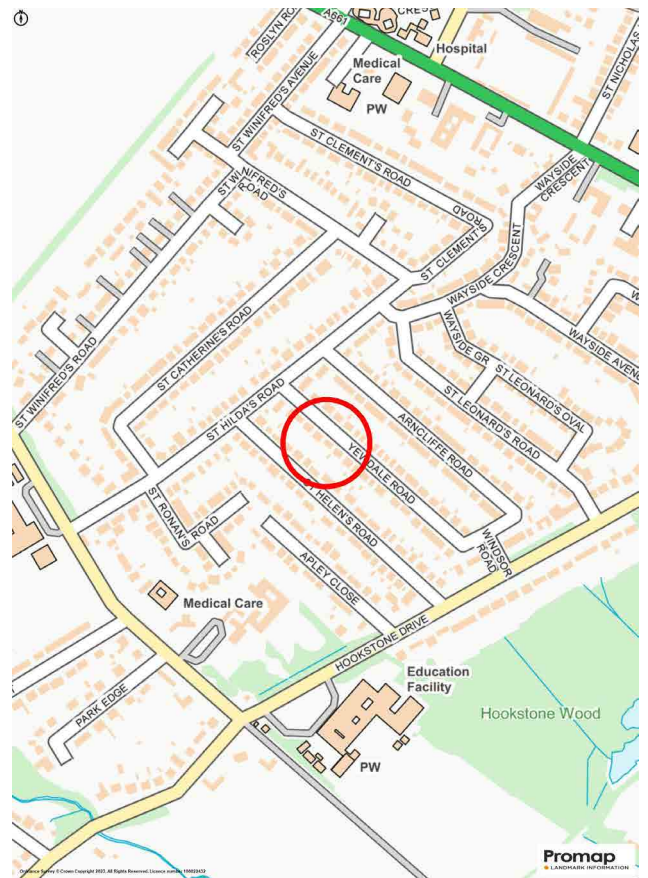 A661
CRES
ROSLYN RO
Hospital
ST NICHOLAS
Medical
Care
PW
ST WINIFRED'S AVENUE
ST CLEMENT'S ROAD
ROAD
WAYSIDE
CRESCENT
ST WINIFRED'S
ROAD
ST CLEMENT'S
WAYSIDE CRESCENT
WAYSIDE GR
WAYSIDE AVENU
W
ST WINIFRED'S ROAD
ST CATHERINE'S ROAD
ST LEONARD'S OVAL
ST LEONARD'S ROAD
ST HILDA'S ROAD
ARNCLIFFE ROAD
YEWDALE ROAD
ST HELEN'S ROAD
ST RONAN'S
ROAD
WINDSOR
ROAD
APLEY CLOSE
Medical Care
HOOKSTONE DRIVE
PARK EDGE
Education
Facility
Hookstone Wood
PW
Promap
LANDMARK INFORMATION